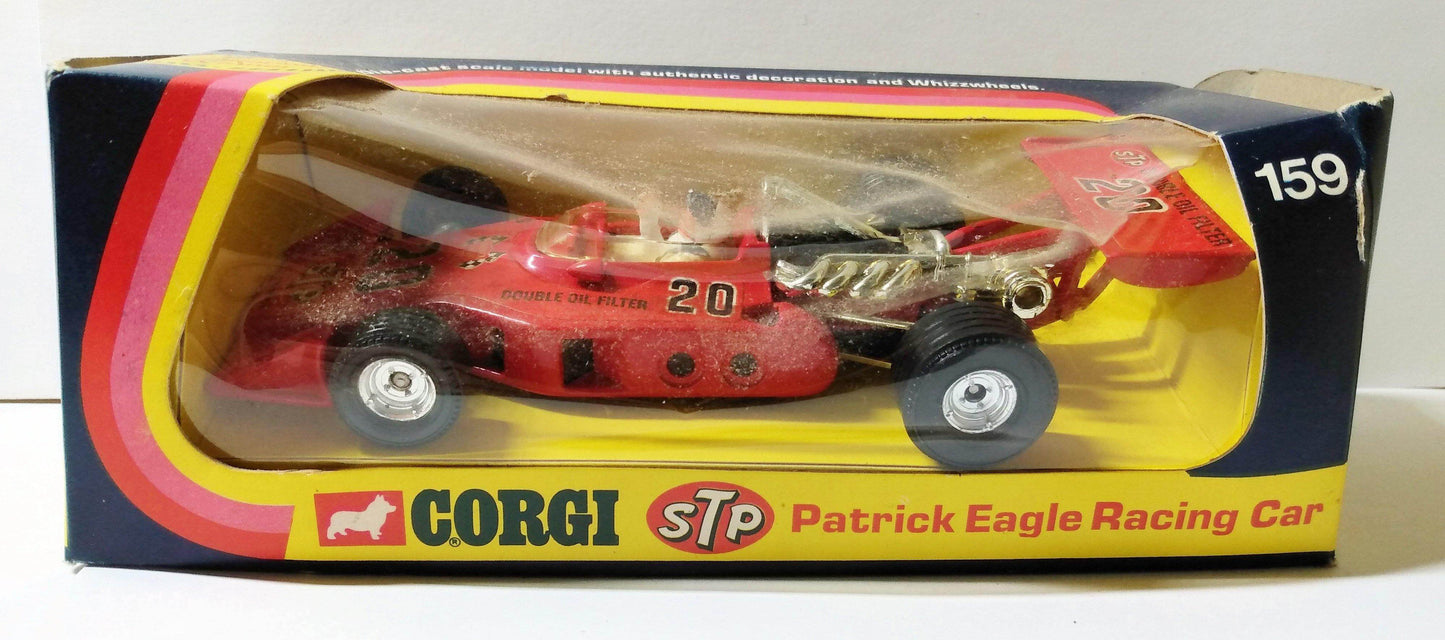 scale model with authentic decoration and Whizzwheels.
159
STP
20
OIL FILTER
DOUBLE OIL FILTER
20
CORGI
®
STP
Patrick Eagle Racing Car